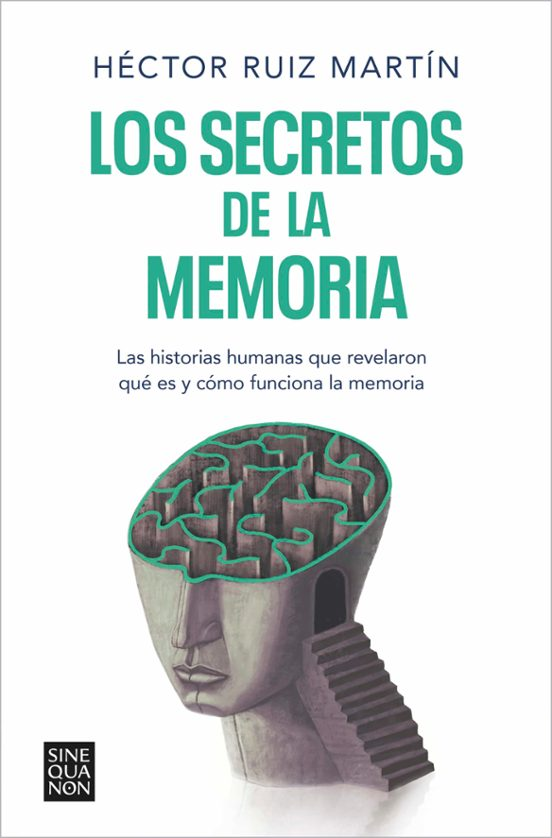 HÉCTOR RUIZ MARTÍN
LOS SECRETOS
DE LA
MEMORIA
Las historias humanas que revelaron
qué es y cómo funciona la memoria
SINE
QUA
NON